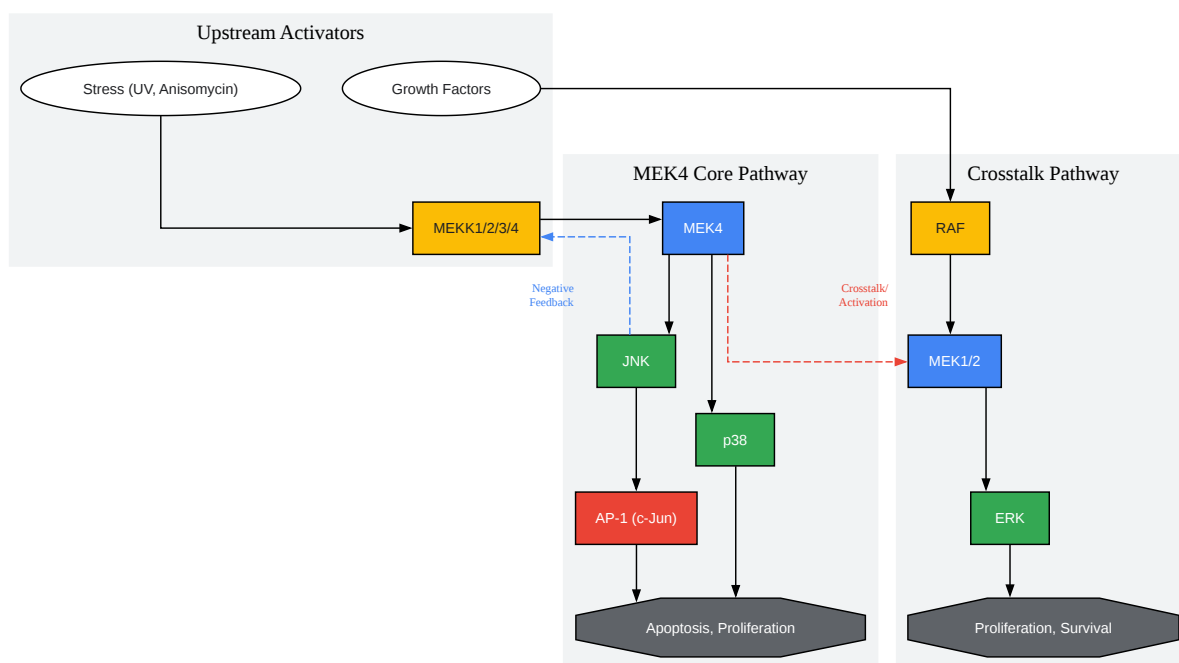 Upstream Activators
Stress (UV, Anisomycin)
Growth Factors
MEK4 Core Pathway
Crosstalk Pathway
MEKK1/2/3/4
MEK4
RAF
Negative
Feedback
Crosstalk/
Activation
JNK
MEK1/2
p38
AP-1 (c-Jun)
ERK
Apoptosis, Proliferation
Proliferation, Survival